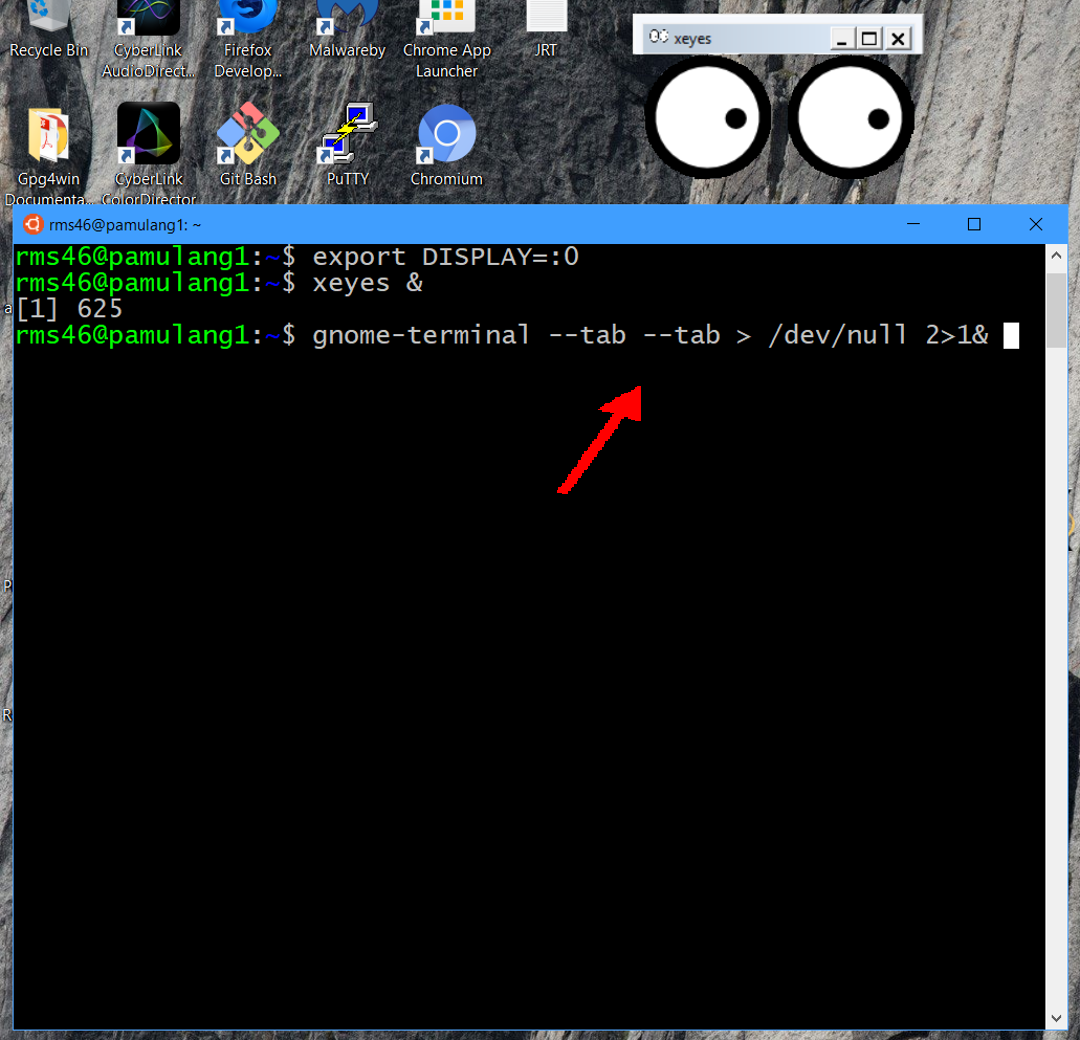 Recycle Bin
CyberLink AudioDirect...
Firefox Develop...
Malwareby
Chrome App Launcher
JRT
xeyes
Gpg4win Documenta...
CyberLink ColorDirector
Git Bash
PuTTY
Chromium
rms46@pamulang1: ~
rms46@pamulang1:~$ export DISPLAY=:0
rms46@pamulang1:~$ xeyes &
[1] 625
rms46@pamulang1:~$ gnome-terminal --tab --tab > /dev/null 2>1&
a
P
R